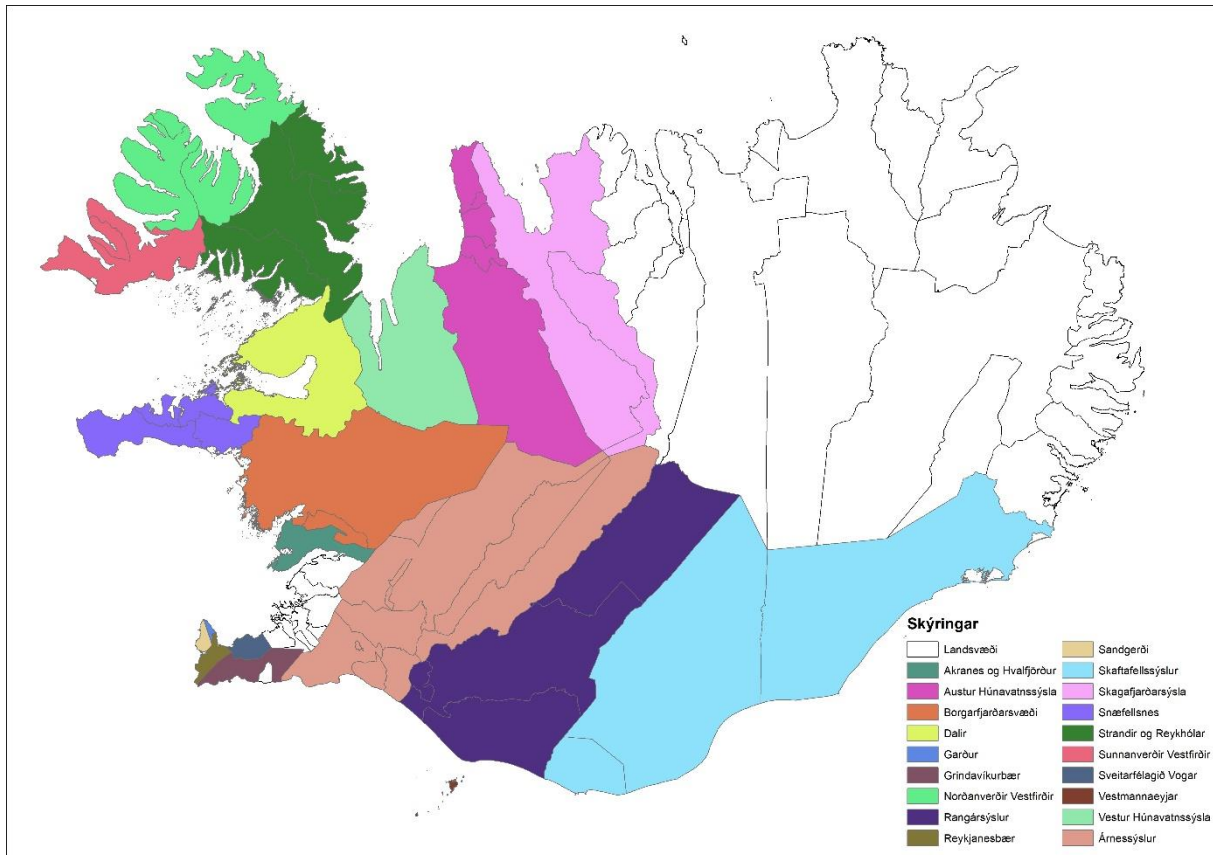 Skýringar
Landsvæði
Akranes og Hvalfjörður
Austur Húnavatnssýsla
Borgarfjarðarsvæði
Dalir
Garður
Grindavíkurbær
Norðanverðir Vestfirðir
Rangársýslur
Reykjanesbær
Sandgerði
Skaftafellssýslur
Skagafjarðarsýsla
Snæfellsnes
Strandir og Reykhólar
Sunnanverðir Vestfirðir
Sveitarfélagið Vogar
Vestmannaeyjar
Vestur Húnavatnssýsla
Árnessýslur